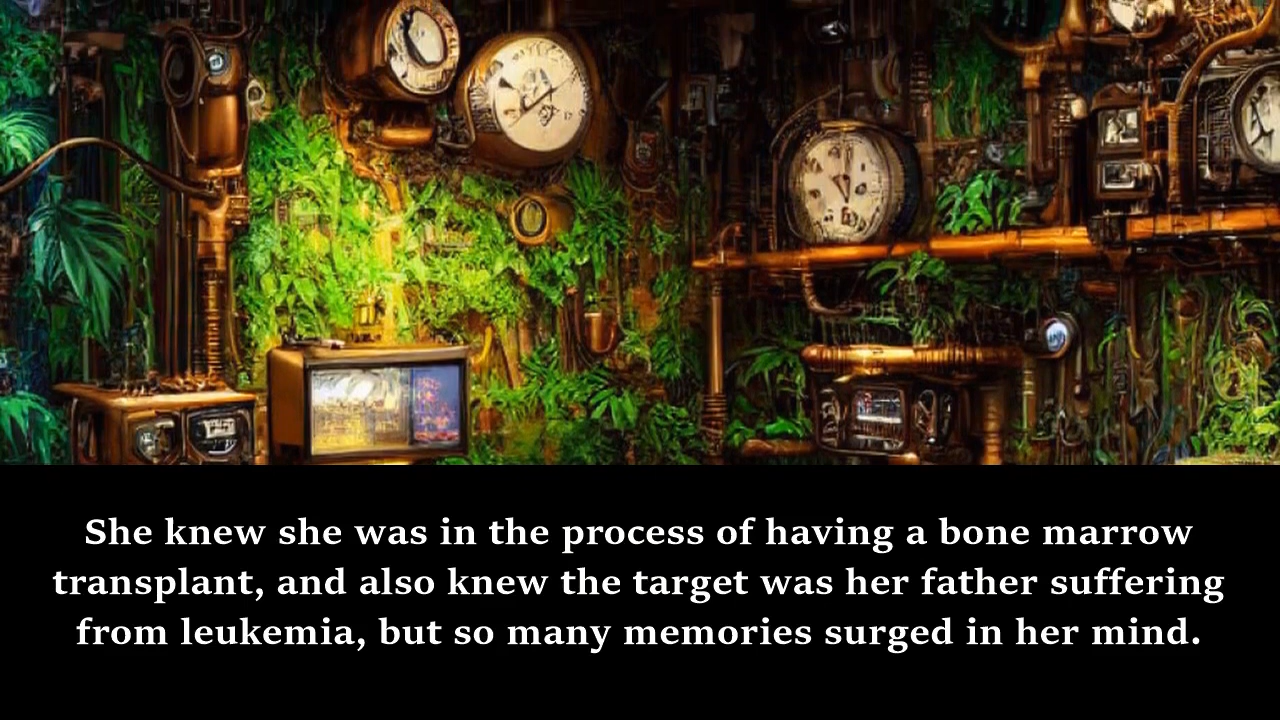 She knew she was in the process of having a bone marrow
transplant, and also knew the target was her father suffering
from leukemia, but so many memories surged in her mind.